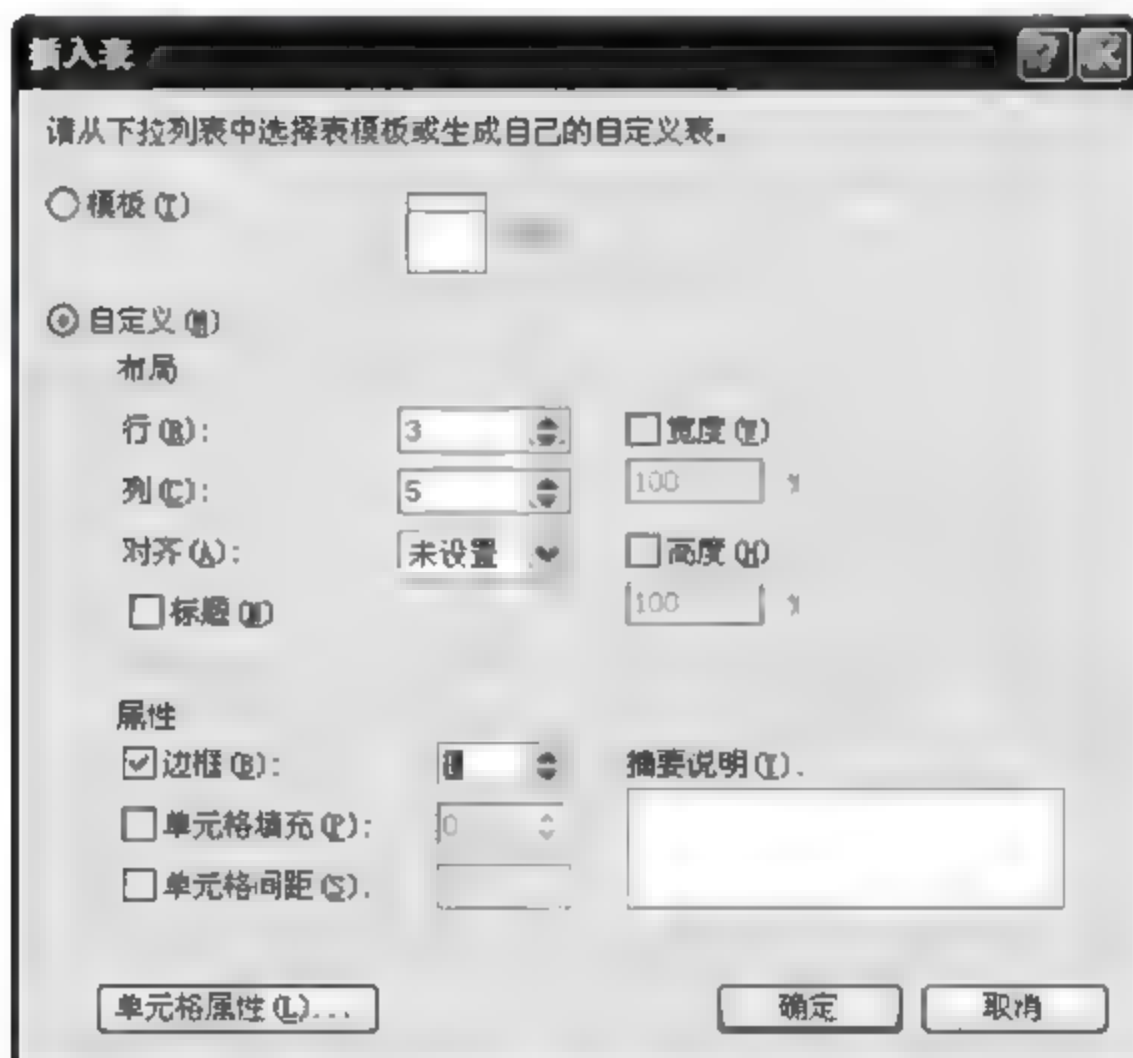 插入表
请从下拉列表中选择表模板或生成自己的自定义表。
模板(T)
自定义(M)
布局
行(R): 3 宽度(E)
列(C): 5 100 %
对齐(A): 未设置 高度(H)
标题(N) 100 %
属性
边框(B): 摘要说明(Y).
单元格填充(P): 0
单元格间距(S).
单元格属性(L)... 确定 取消